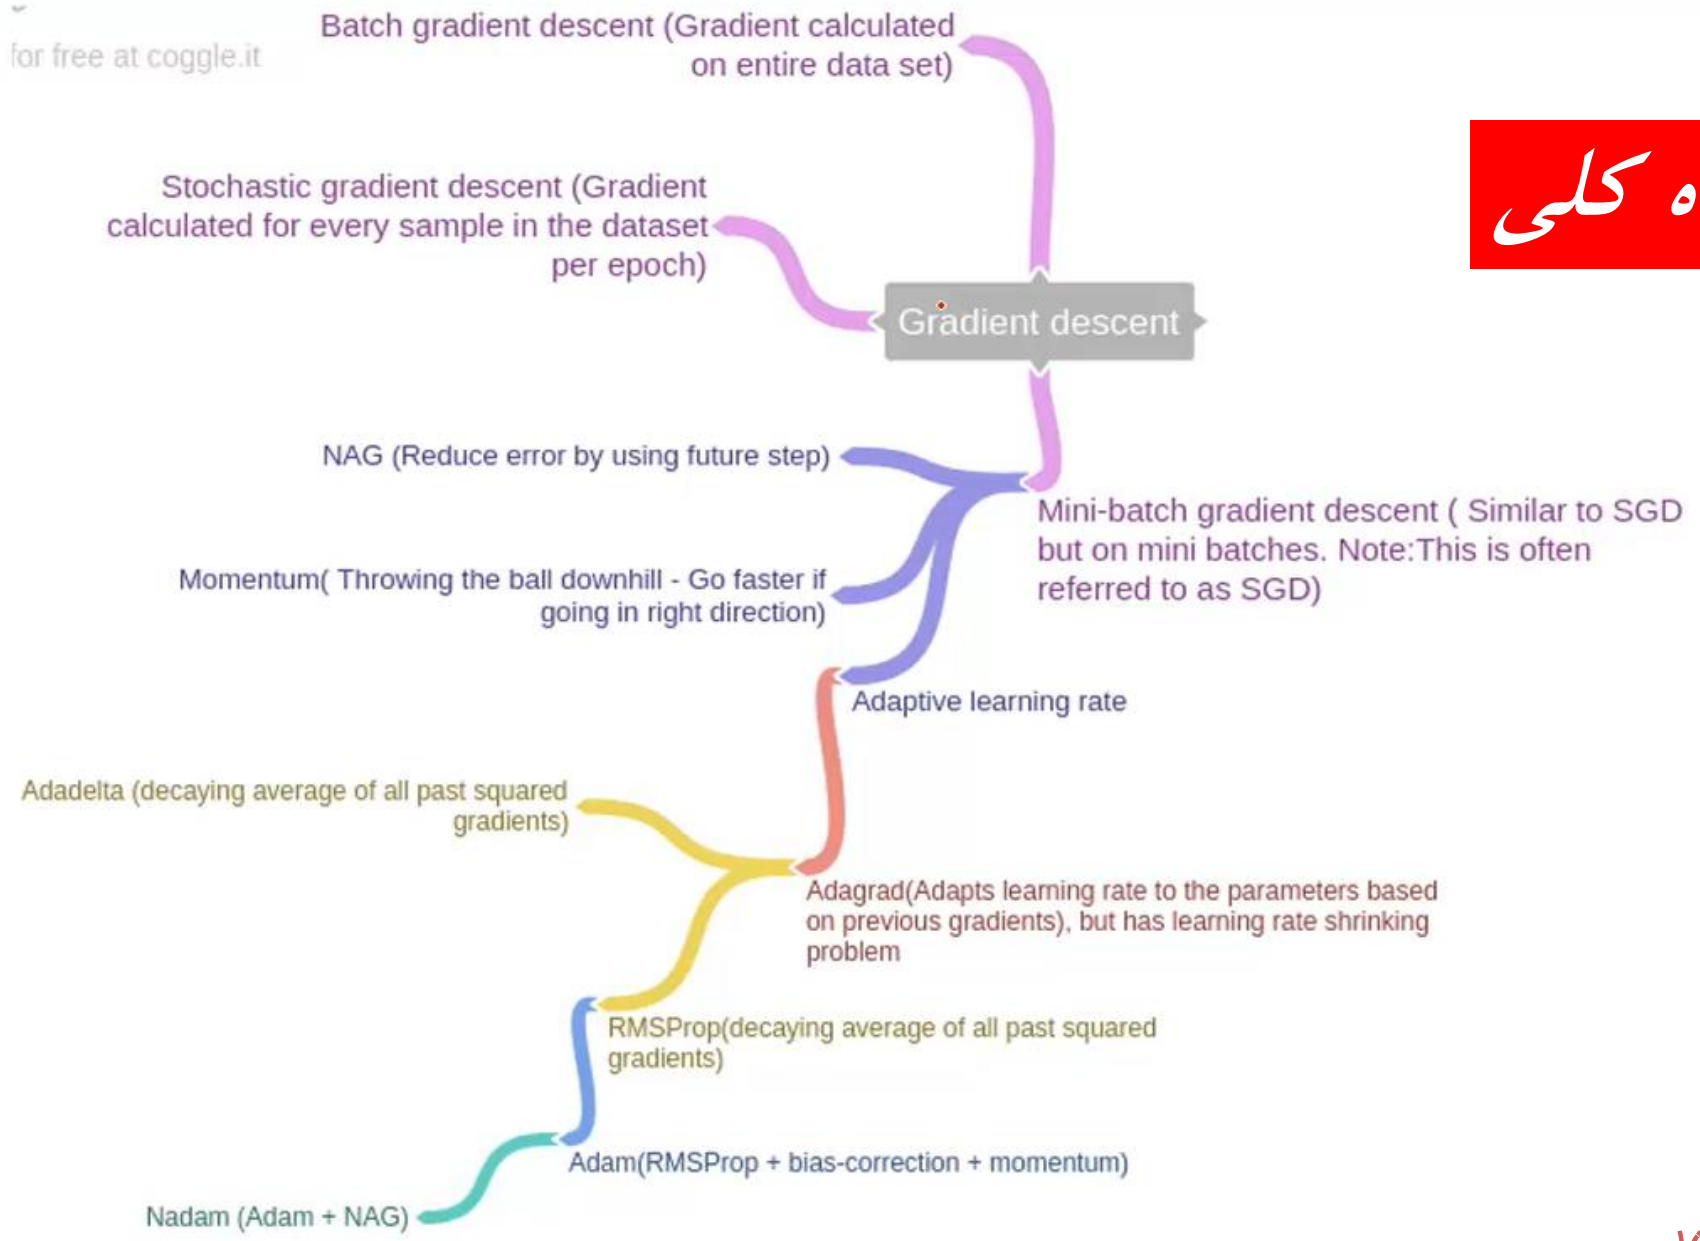 for free at coggle.it
Batch gradient descent (Gradient calculated
on entire data set)
ه کلی
Stochastic gradient descent (Gradient
calculated for every sample in the dataset
per epoch)
Gradient descent
NAG (Reduce error by using future step)
Mini-batch gradient descent ( Similar to SGD
but on mini batches. Note:This is often
referred to as SGD)
Momentum( Throwing the ball downhill - Go faster if
going in right direction)
Adaptive learning rate
Adadelta (decaying average of all past squared
gradients)
Adagrad(Adapts learning rate to the parameters based
on previous gradients), but has learning rate shrinking
problem
RMSProp(decaying average of all past squared
gradients)
Adam(RMSProp + bias-correction + momentum)
Nadam (Adam + NAG)